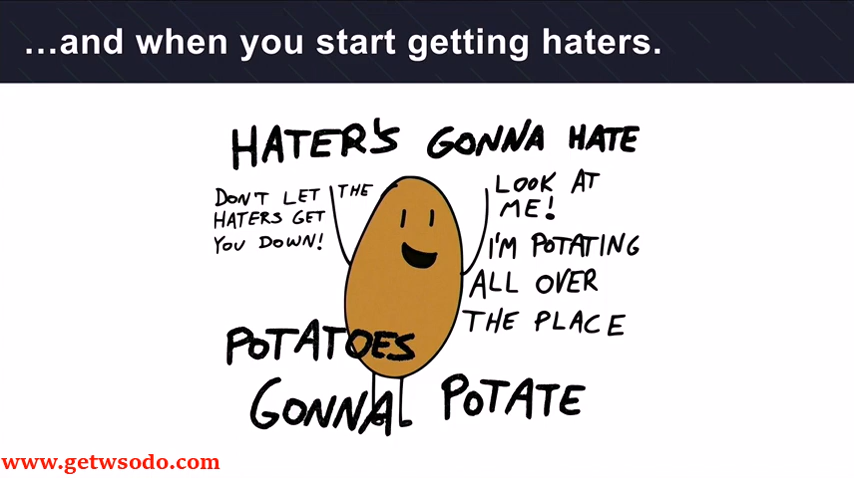 ...and when you start getting haters.
HATER'S GONNA HATE
DON'T LET THE
HATERS GET
YOU DOWN!
LOOK AT
ME!
I'M POTATING
ALL OVER
THE PLACE
POTATOES
GONNA POTATE
www.getwsodo.com